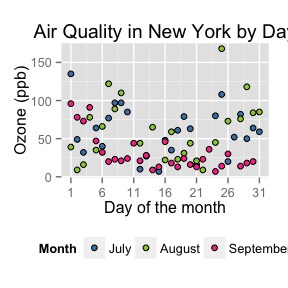 Air Quality in New York by Day
Ozone (ppb)
150
100
50
0
1 6 11 16 21 26 31
Day of the month
Month July August September